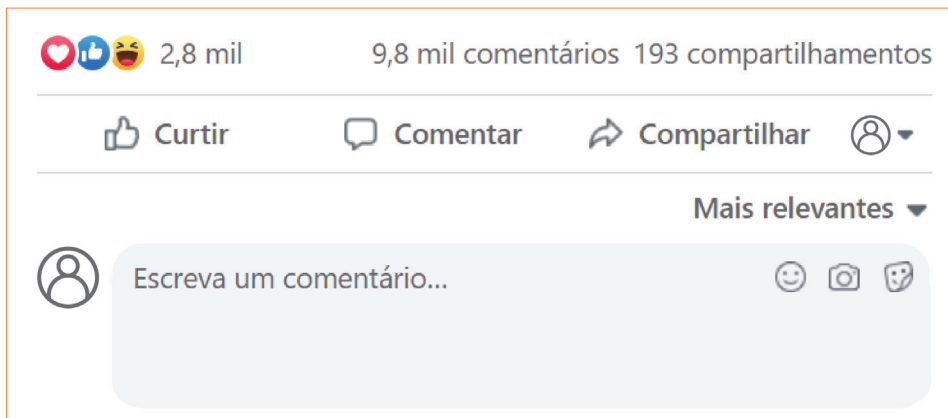 2,8 mil 9,8 mil comentários 193 compartilhamentos
Curtir Comentar Compartilhar
Mais relevantes
Escreva um comentário...